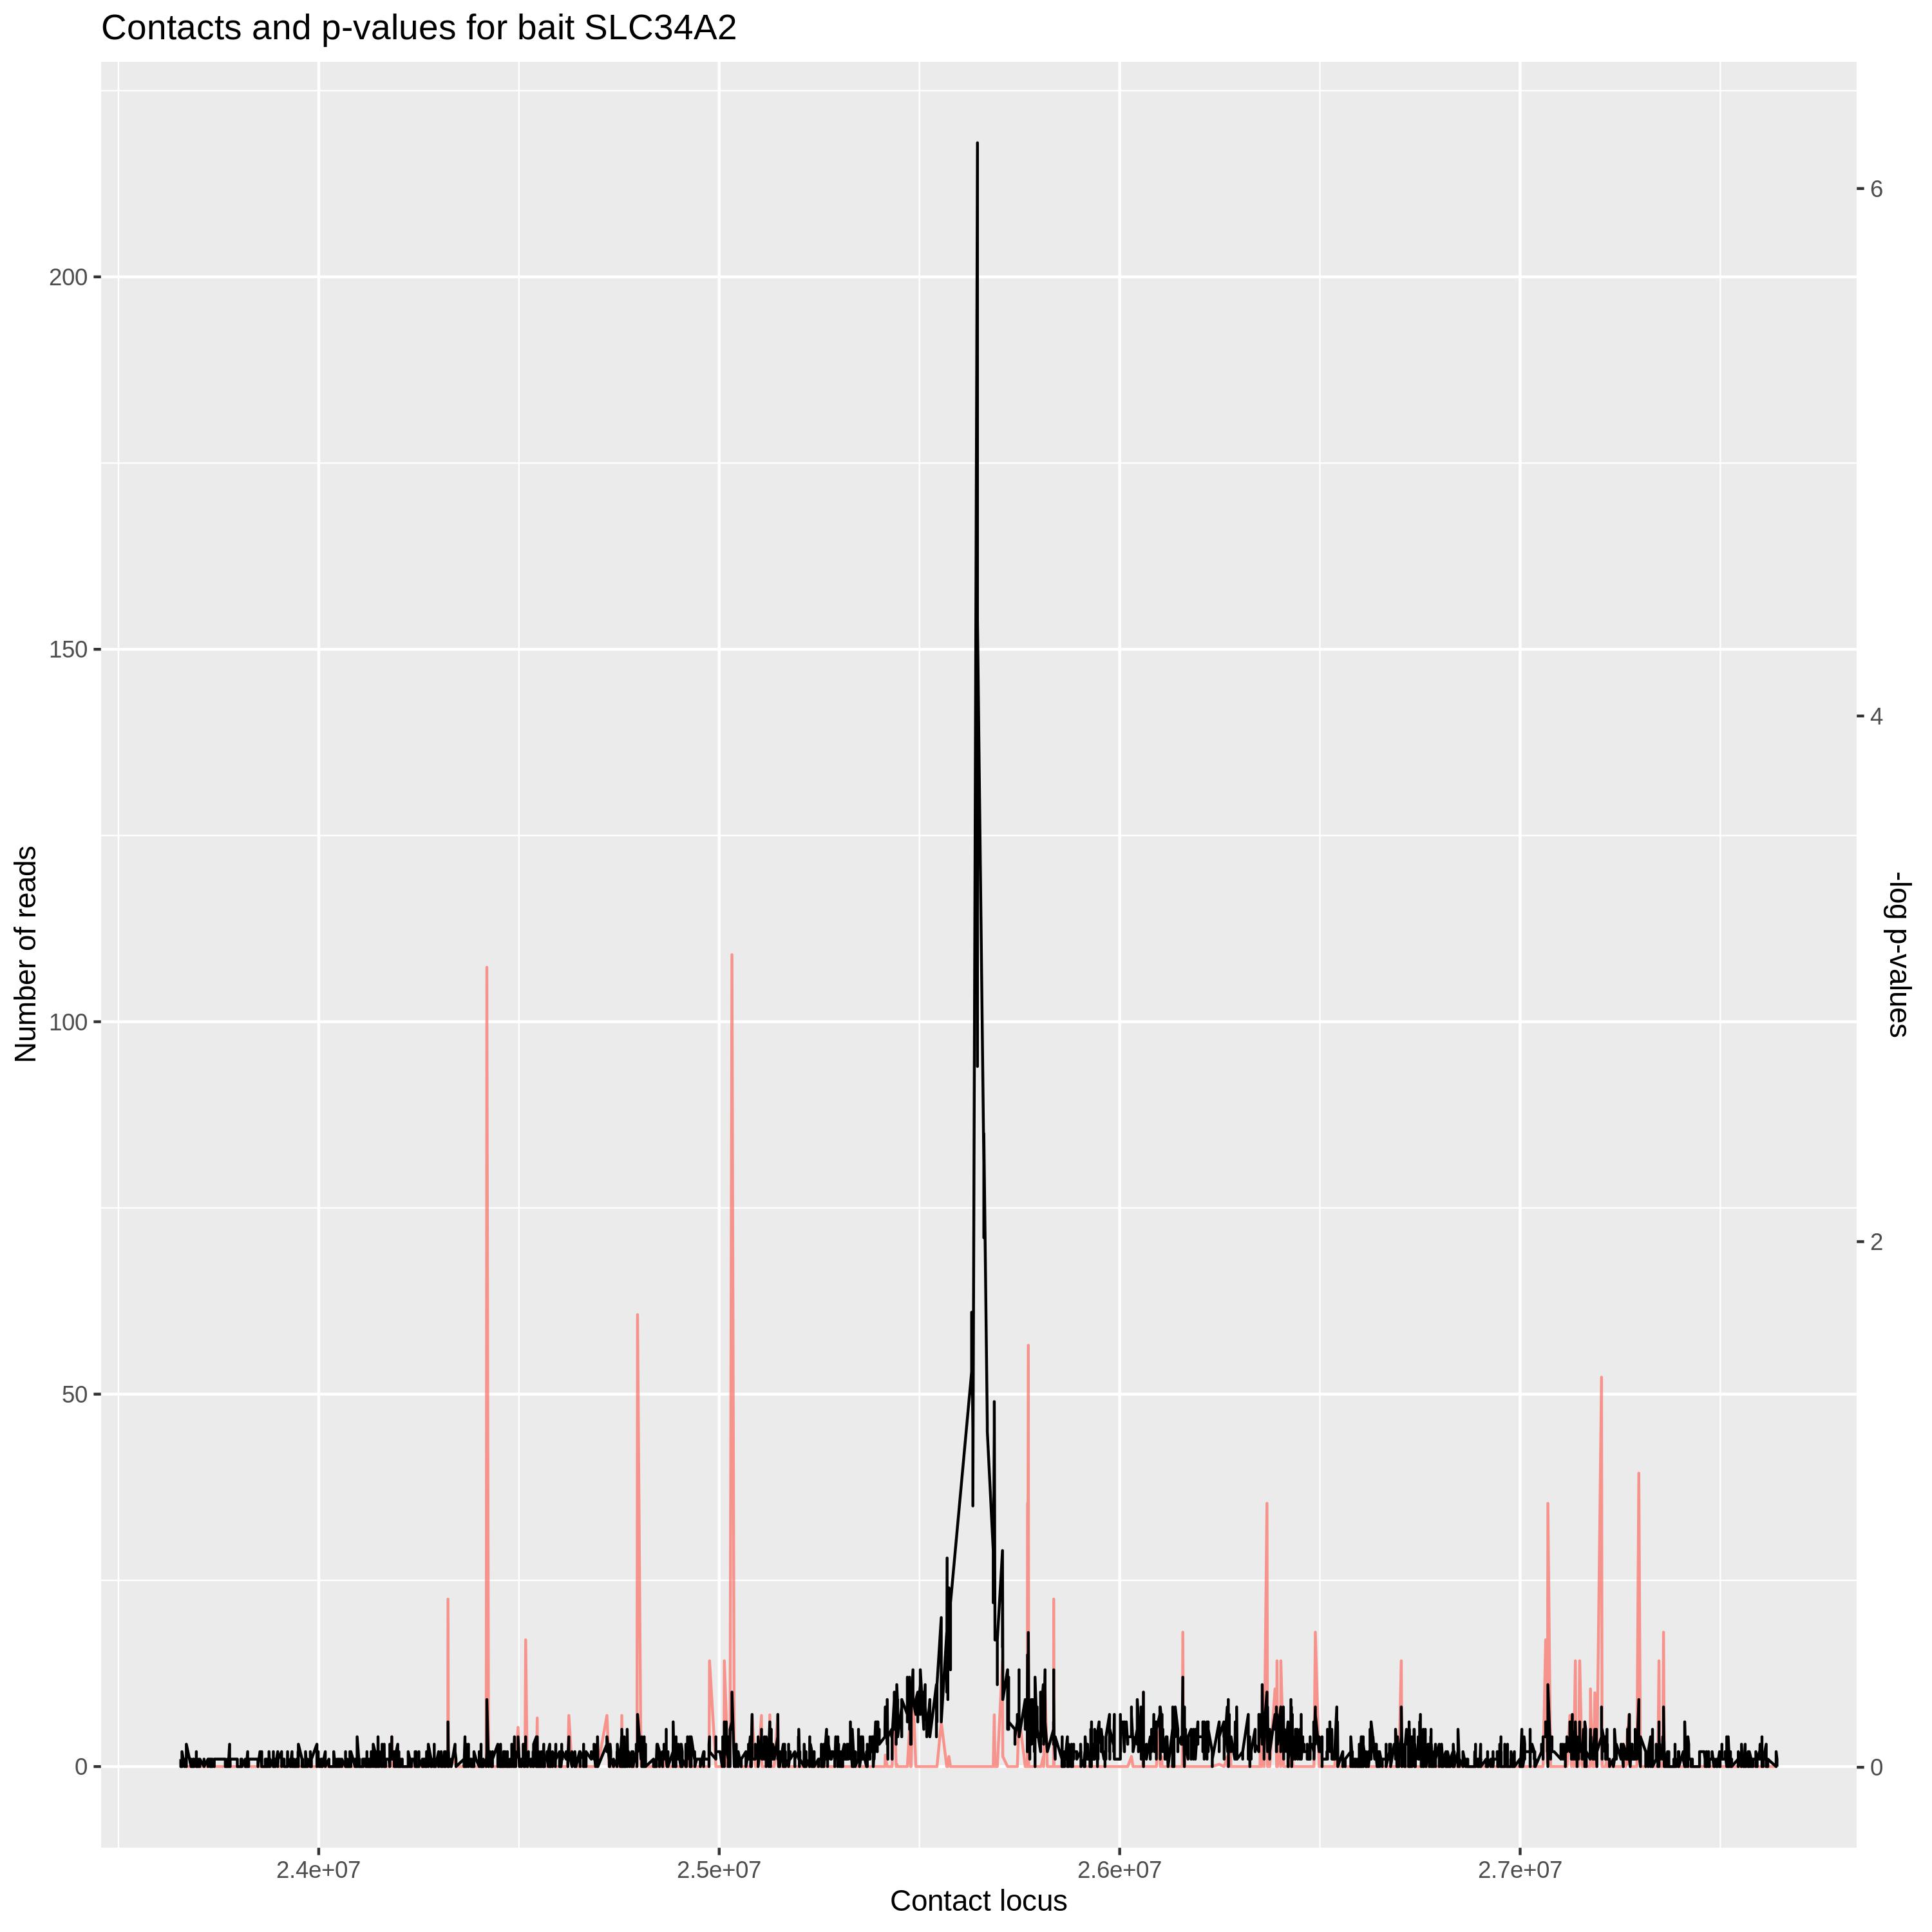 Contacts and p-values for bait SLC34A2
200
150
100
50
0
Number of reads
6
4
2
0
-log p-values
2.4e+07 2.5e+07 2.6e+07 2.7e+07
Contact locus